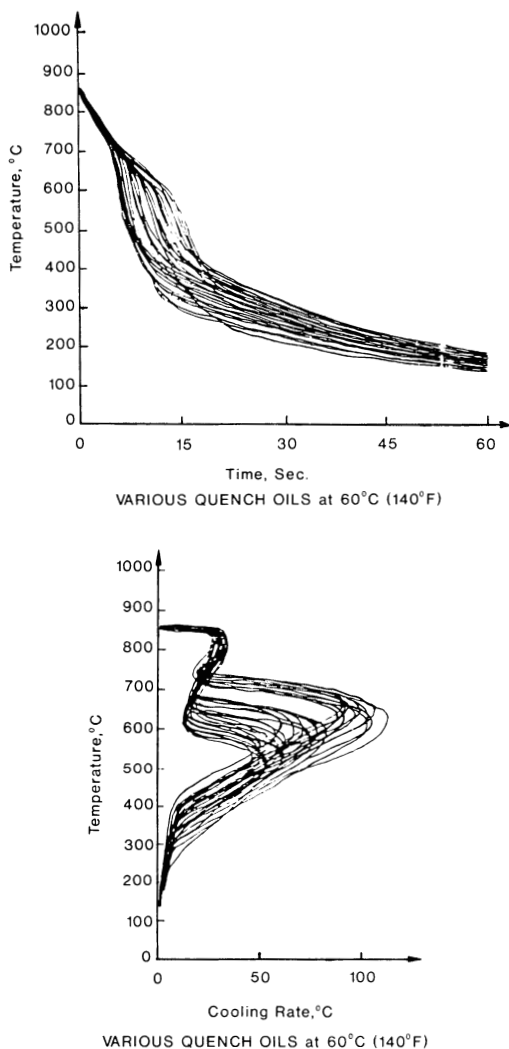 1000
900
800
700
600
500
400
300
200
100
0
Temperature, °C
0 15 30 45 60
Time, Sec.
VARIOUS QUENCH OILS at 60°C (140°F)
1000
900
800
700
600
500
400
300
200
100
0
Temperature,°C
0 50 100
Cooling Rate,°C
VARIOUS QUENCH OILS at 60°C (140°F)